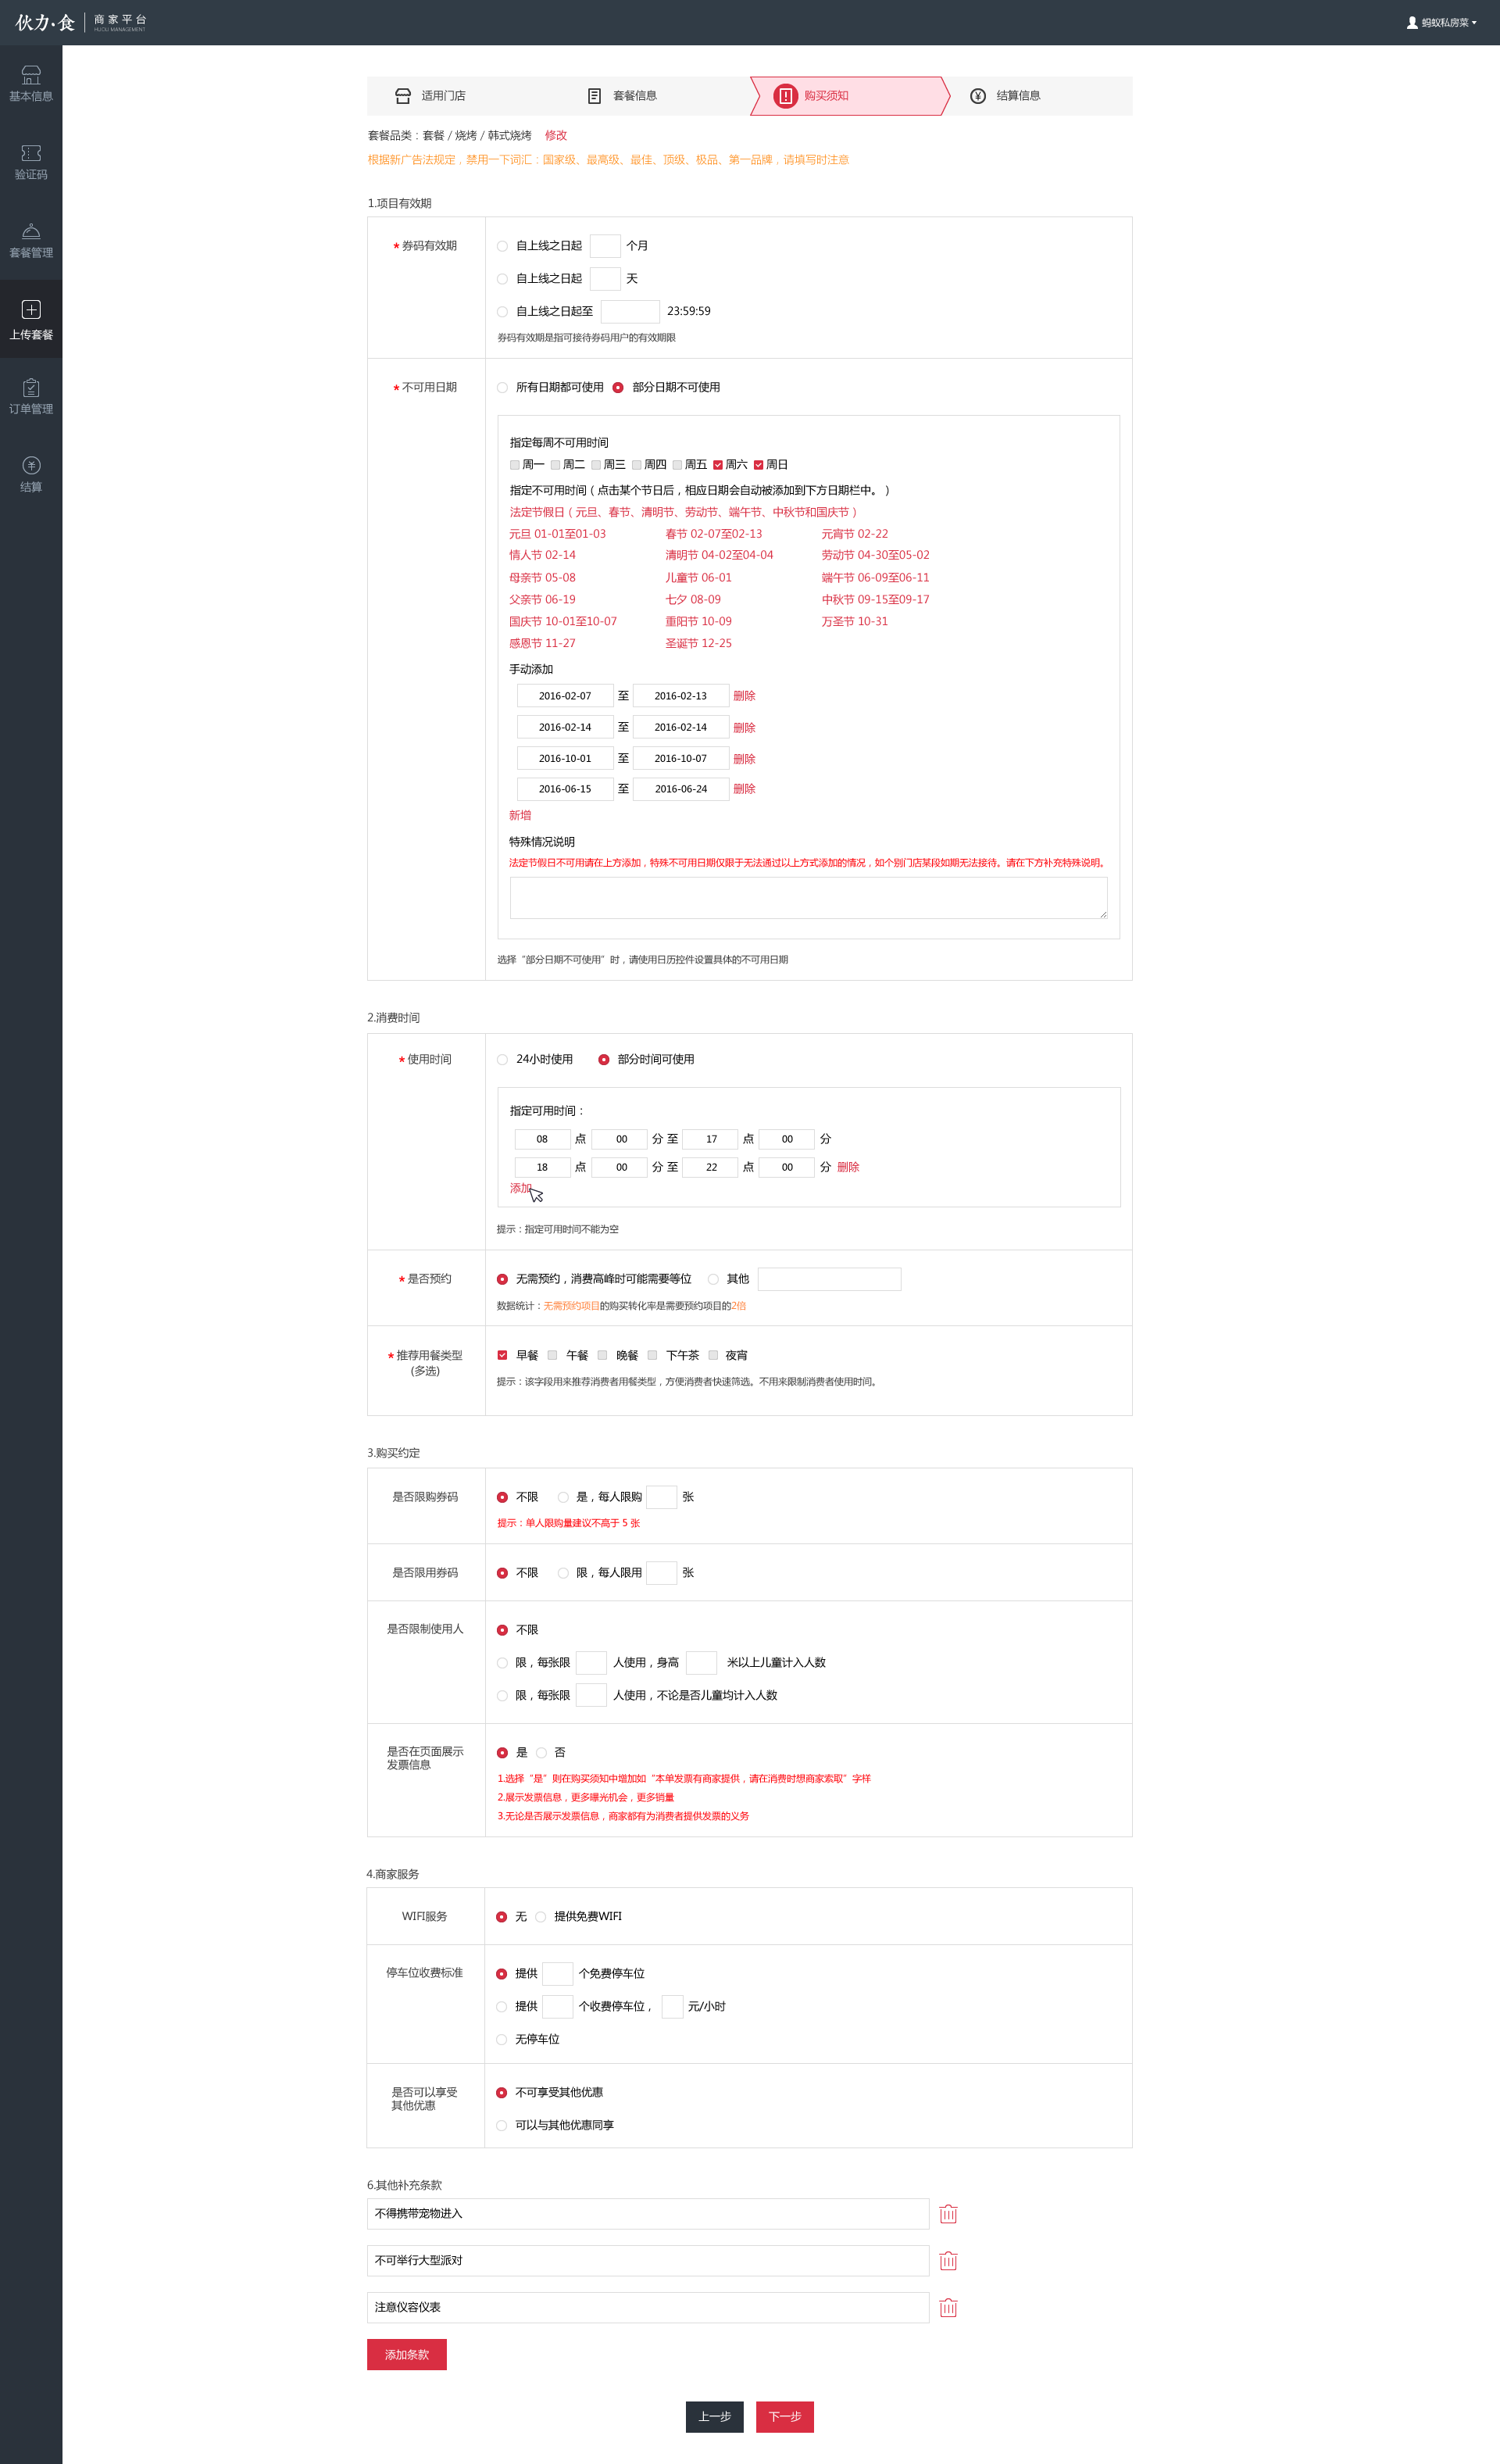 伙力·食 商家平台
HUOLI MANAGEMENT
蚂蚁私房菜
基本信息
验证码
套餐管理
上传套餐
订单管理
结算
适用门店 套餐信息 购买须知 结算信息
套餐品类：套餐 / 烧烤 / 韩式烧烤 修改
根据新广告法规定，禁用一下词汇：国家级、最高级、最佳、顶级、极品、第一品牌，请填写时注意
1.项目有效期
* 券码有效期 自上线之日起 个月
自上线之日起 天
自上线之日起至 23:59:59
券码有效期是指可接待券码用户的有效期限
* 不可用日期 所有日期都可使用 部分日期不可使用
指定每周不可用时间
周一 周二 周三 周四 周五 周六 周日
指定不可用时间（点击某个节日后，相应日期会自动被添加到下方日期栏中。）
法定节假日（元旦、春节、清明节、劳动节、端午节、中秋节和国庆节）
元旦 01-01至01-03 春节 02-07至02-13 元宵节 02-22
情人节 02-14 清明节 04-02至04-04 劳动节 04-30至05-02
母亲节 05-08 儿童节 06-01 端午节 06-09至06-11
父亲节 06-19 七夕 08-09 中秋节 09-15至09-17
国庆节 10-01至10-07 重阳节 10-09 万圣节 10-31
感恩节 11-27 圣诞节 12-25
手动添加
2016-02-07 至 2016-02-13 删除
2016-02-14 至 2016-02-14 删除
2016-10-01 至 2016-10-07 删除
2016-06-15 至 2016-06-24 删除
新增
特殊情况说明
法定节假日不可用请在上方添加，特殊不可用日期仅限于无法通过以上方式添加的情况，如个别门店某段如期无法接待。请在下方补充特殊说明。
选择“部分日期不可使用”时，请使用日历控件设置具体的不可用日期
2.消费时间
* 使用时间 24小时使用 部分时间可使用
指定可用时间：
08 点 00 分 至 17 点 00 分
18 点 00 分 至 22 点 00 分 删除
添加
提示：指定可用时间不能为空
* 是否预约 无需预约，消费高峰时可能需要等位 其他
数据统计：无需预约项目的购买转化率是需要预约项目的2倍
* 推荐用餐类型 早餐 午餐 晚餐 下午茶 夜宵
(多选)
提示：该字段用来推荐消费者用餐类型，方便消费者快速筛选。不用来限制消费者使用时间。
3.购买约定
是否限购券码 不限 是，每人限购 张
提示：单人限购量建议不高于 5 张
是否限用券码 不限 限，每人限用 张
是否限制使用人 不限
限，每张限 人使用，身高 米以上儿童计入人数
限，每张限 人使用，不论是否儿童均计入人数
是否在页面展示 是 否
发票信息
1.选择“是”则在购买须知中增加如“本单发票有商家提供，请在消费时想商家索取”字样
2.展示发票信息，更多曝光机会，更多销量
3.无论是否展示发票信息，商家都有为消费者提供发票的义务
4.商家服务
WIFI服务 无 提供免费WIFI
停车位收费标准 提供 个免费停车位
提供 个收费停车位， 元/小时
无停车位
是否可以享受 不可享受其他优惠
其他优惠
可以与其他优惠同享
6.其他补充条款
不得携带宠物进入
不可举行大型派对
注意仪容仪表
添加条款
上一步 下一步